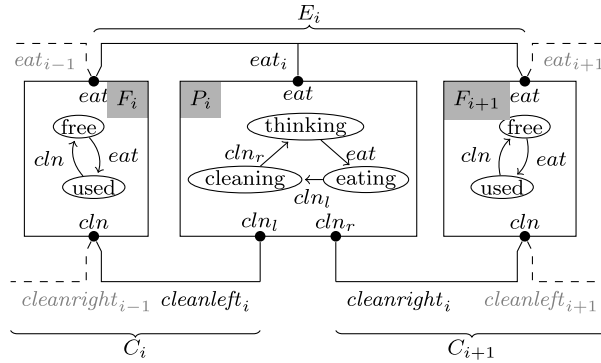 E_i
eat_{i−1} eat_i eat_{i+1}
eat F_i P_i eat F_{i+1} eat
free thinking free
cln eat cln_r eat cln eat
used cleaning eating used
cln_l
cln cln_l cln_r cln
cleanright_{i−1} cleanleft_i cleanright_i cleanleft_{i+1}
C_i C_{i+1}